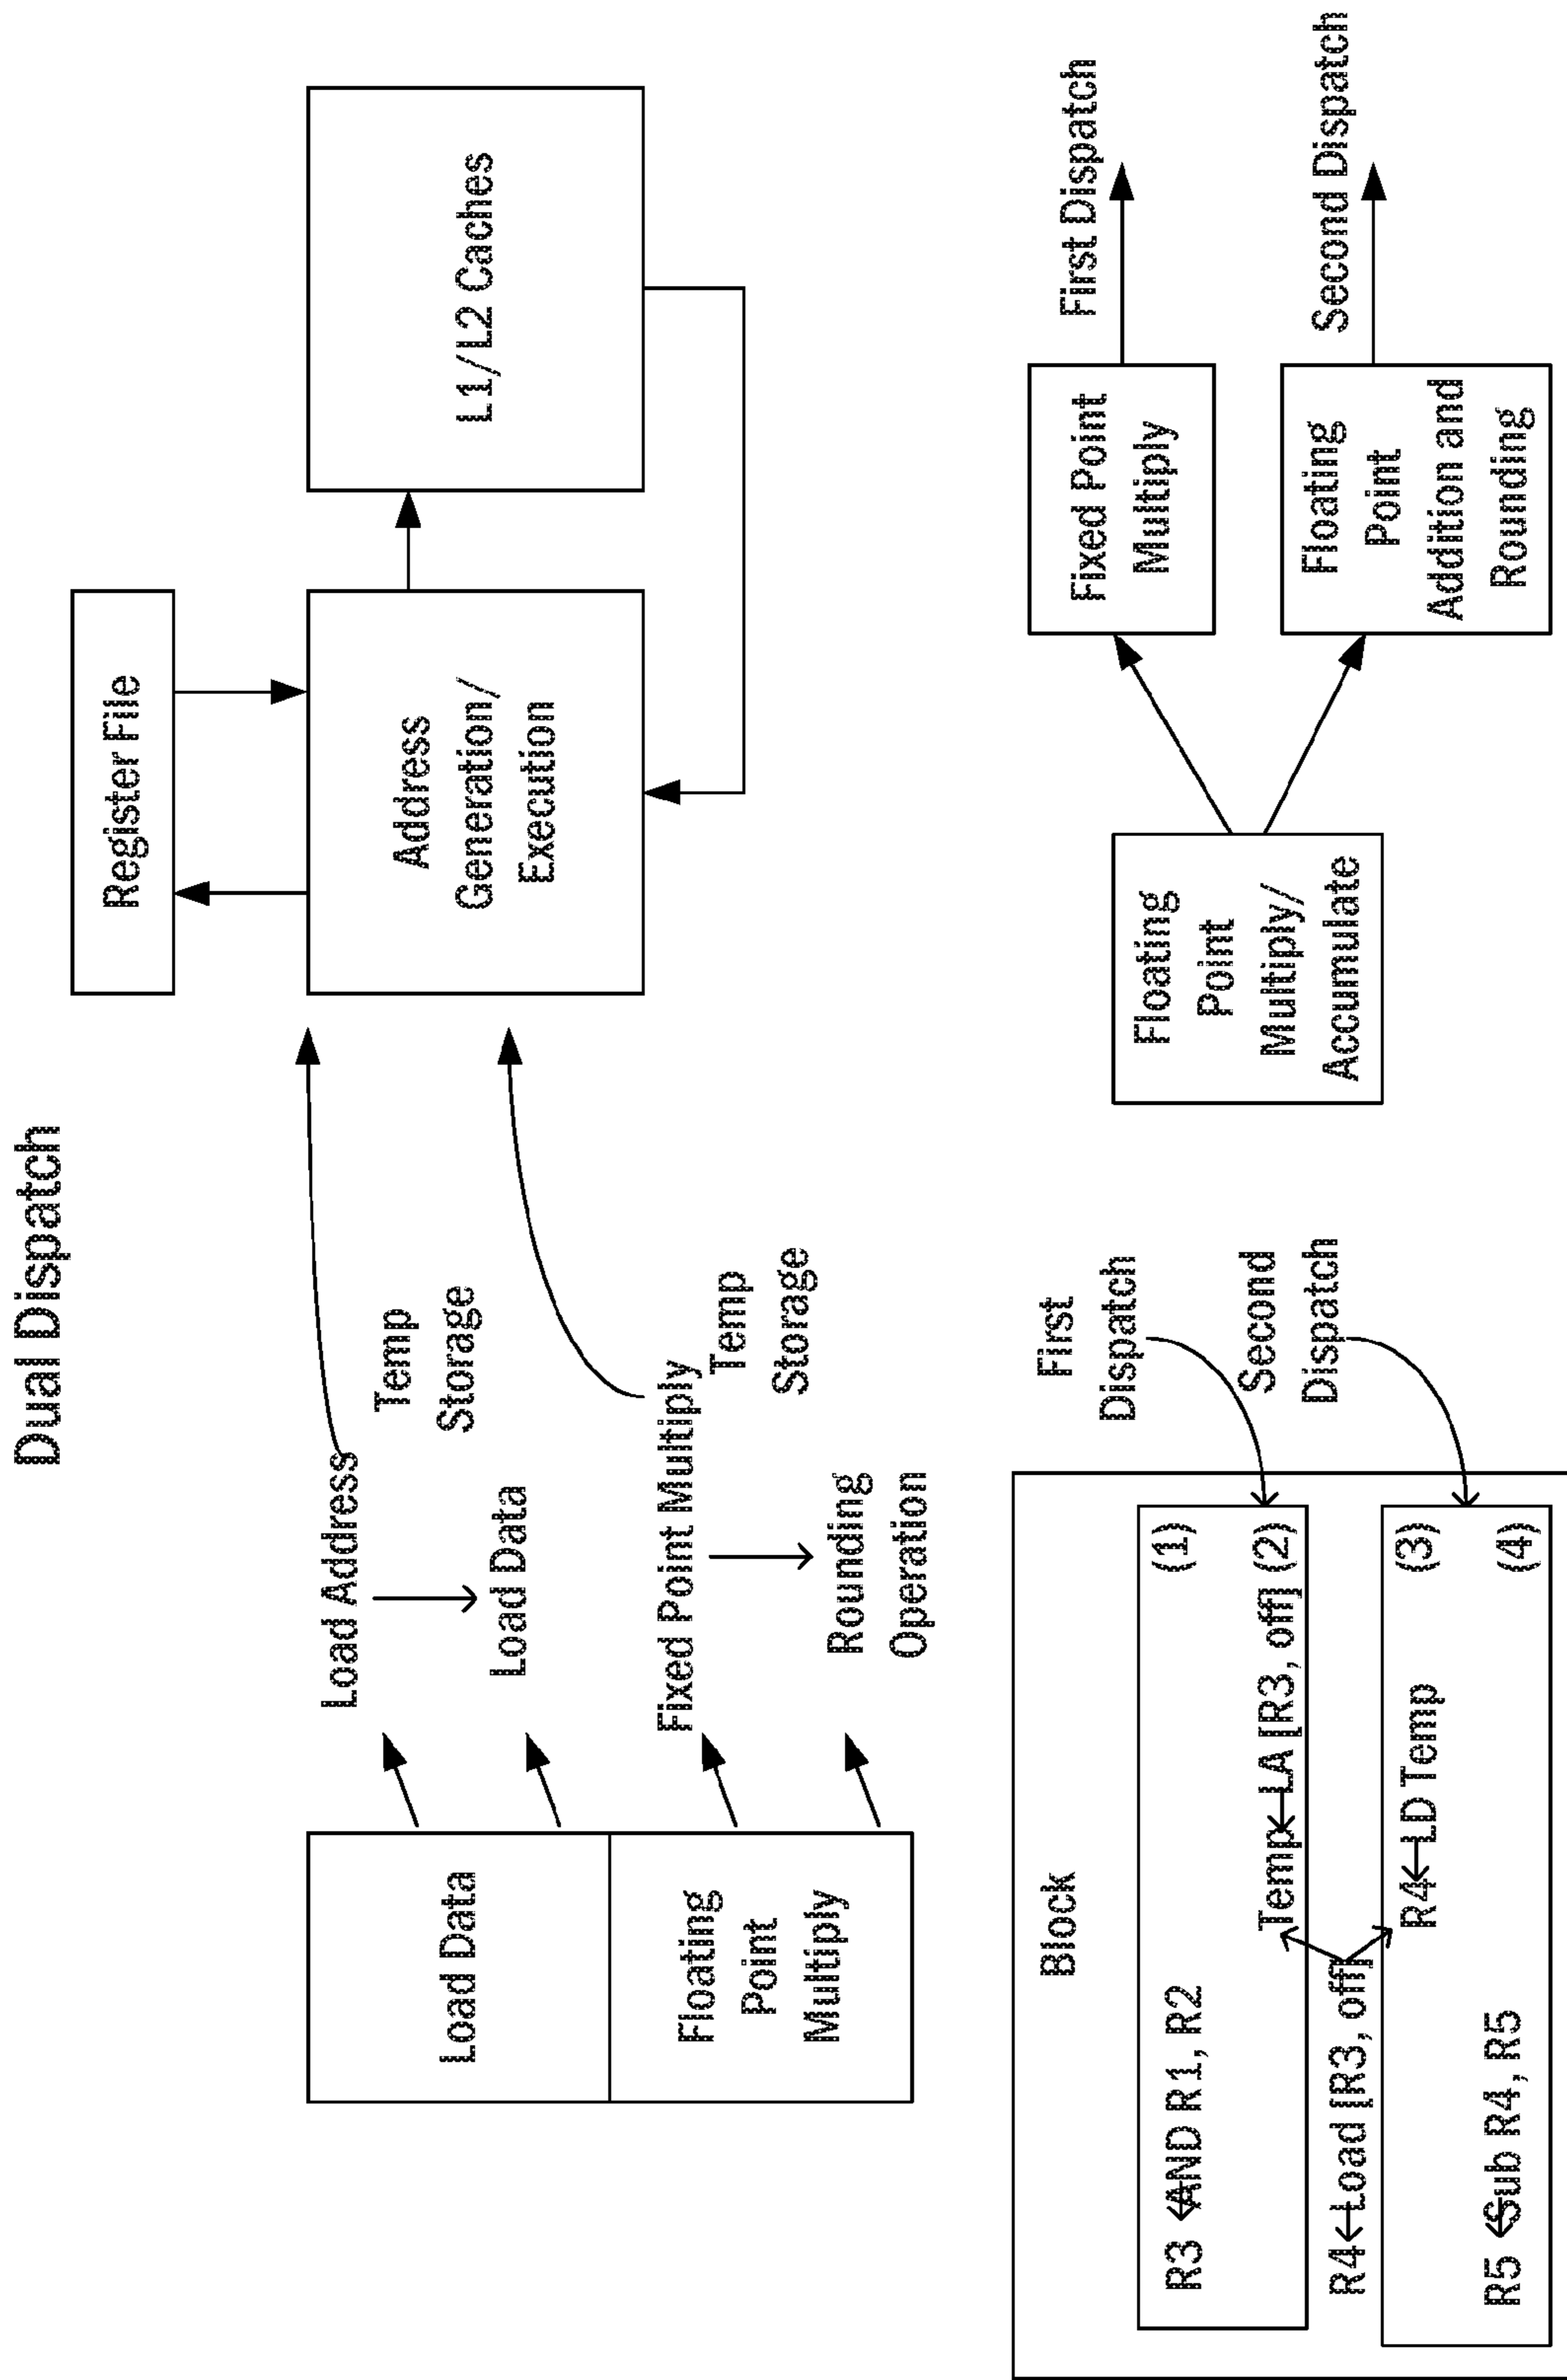 Dual Dispatch
Load Data
Floating
Point
Multiply
Load Address
Temp
Storage
Load Data
Fixed Point Multiply
Temp
Storage
Rounding
Operation
Register File
Address
Generation/
Execution
L1/L2 Caches
Block
R3 ← AND R1, R2 (1)
Temp ← LA [R3, off] (2)
R4 ← Load [R3, off]
R4 ← LD Temp (3)
R5 ← Sub R4, R5 (4)
First
Dispatch
Second
Dispatch
Floating
Point
Multiply/
Accumulate
Fixed Point
Multiply
First Dispatch
Floating
Point
Addition and
Rounding
Second Dispatch